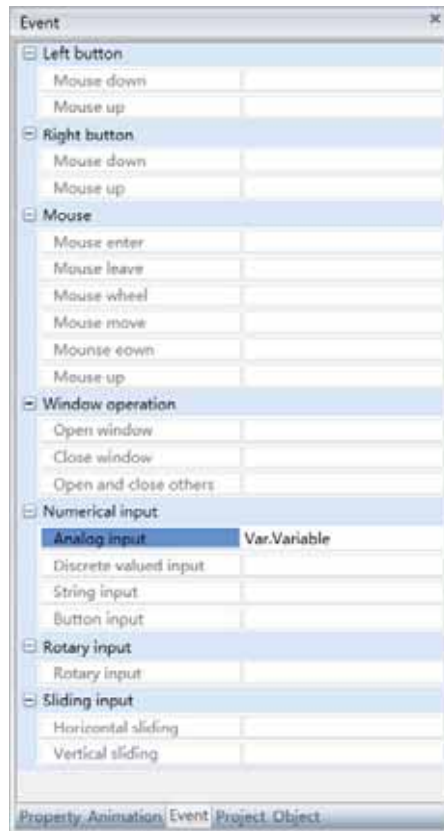 Event
Left button
Mouse down
Mouse up
Right button
Mouse down
Mouse up
Mouse
Mouse enter
Mouse leave
Mouse wheel
Mouse move
Mounse eown
Mouse up
Window operation
Open window
Close window
Open and close others
Numerical input
Analog input Var.Variable
Discrete valued input
String input
Button input
Rotary input
Rotary input
Sliding input
Horizontal sliding
Vertical sliding
Property Animation Event Project Object